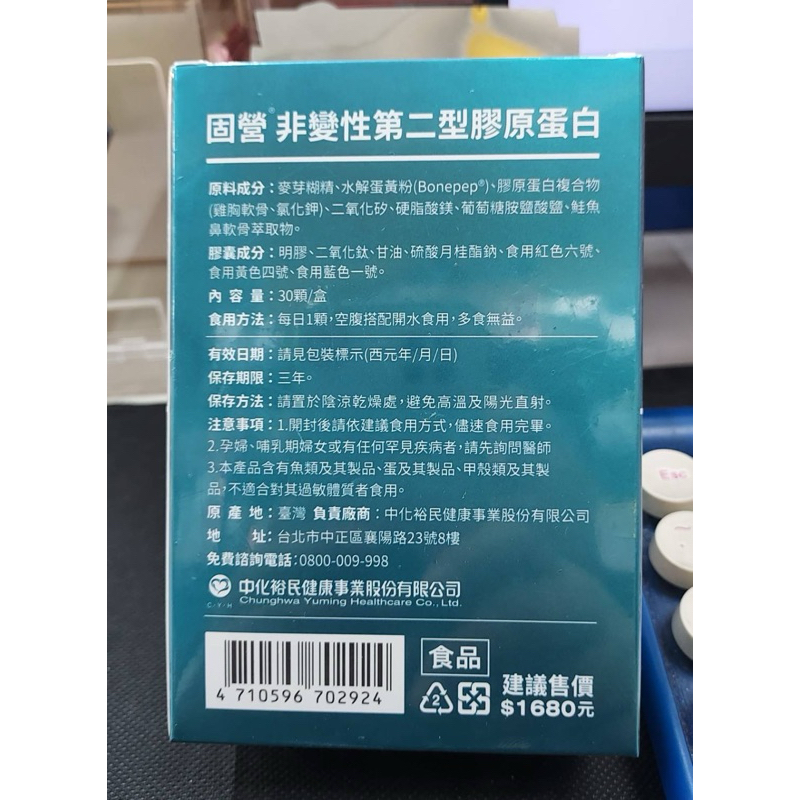 固營® 非變性第二型膠原蛋白
原料成分：麥芽糊精、水解蛋黃粉(Bonepep®)、膠原蛋白複合物
(雞胸軟骨、氯化鉀)、二氧化矽、硬脂酸鎂、葡萄糖胺鹽酸鹽、鮭魚
鼻軟骨萃取物。
膠囊成分：明膠、二氧化鈦、甘油、硫酸月桂酯鈉、食用紅色六號、
食用黃色四號、食用藍色一號。
內容量：30顆/盒
食用方法：每日1顆，空腹搭配開水食用，多食無益。
有效日期：請見包裝標示(西元年/月/日)
保存期限：三年。
保存方法：請置於陰涼乾燥處，避免高溫及陽光直射。
注意事項：1.開封後請依建議食用方式，儘速食用完畢。
2.孕婦、哺乳期婦女或有任何罕見疾病者，請先詢問醫師
3.本產品含有魚類及其製品、蛋及其製品、甲殼類及其製
品，不適合對其過敏體質者食用。
原產地：臺灣 負責廠商：中化裕民健康事業股份有限公司
地址：台北市中正區襄陽路23號8樓
免費諮詢電話：0800-009-998
C/Y/H 中化裕民健康事業股份有限公司
Chunghwa Yuming Healthcare Co., Ltd.
食品
建議售價
$1680元
2
4 710596 702924
Esc